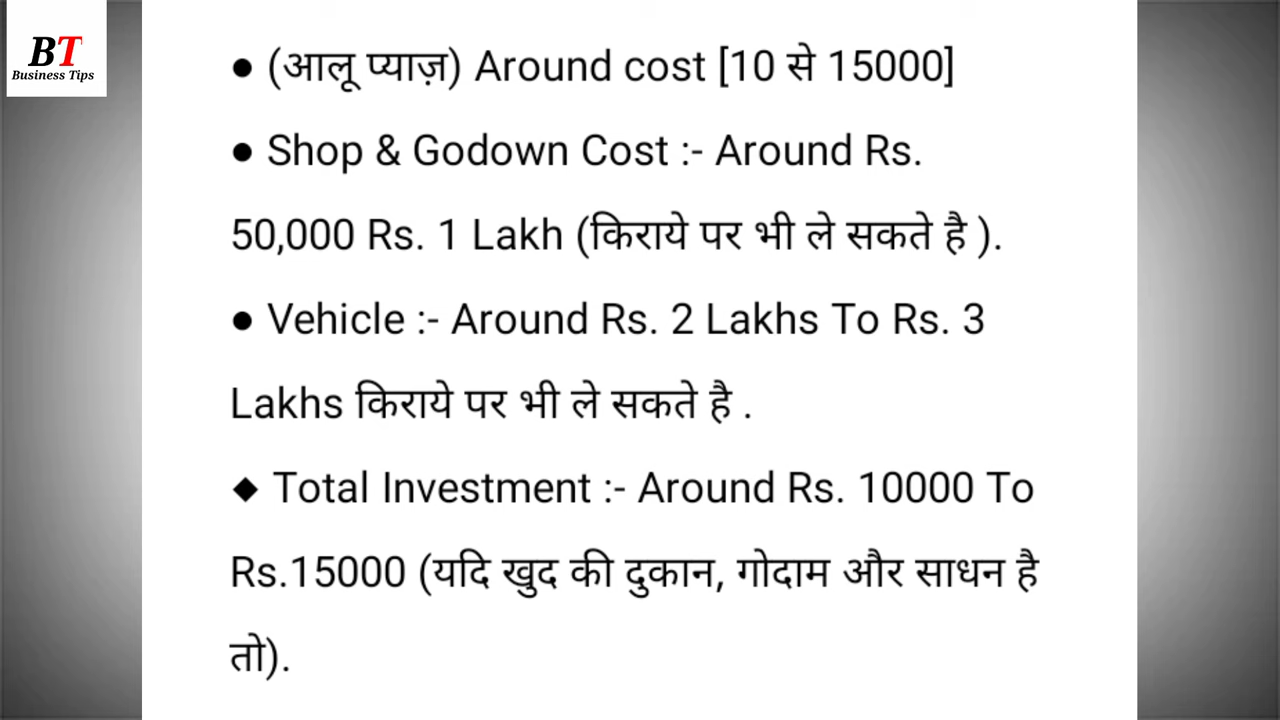 BT
Business Tips
● (आलू प्याज़) Around cost [10 से 15000]
● Shop & Godown Cost :- Around Rs.
50,000 Rs. 1 Lakh (किराये पर भी ले सकते है ).
● Vehicle :- Around Rs. 2 Lakhs To Rs. 3
Lakhs किराये पर भी ले सकते है .
◆ Total Investment :- Around Rs. 10000 To
Rs.15000 (यदि खुद की दुकान, गोदाम और साधन है
तो).